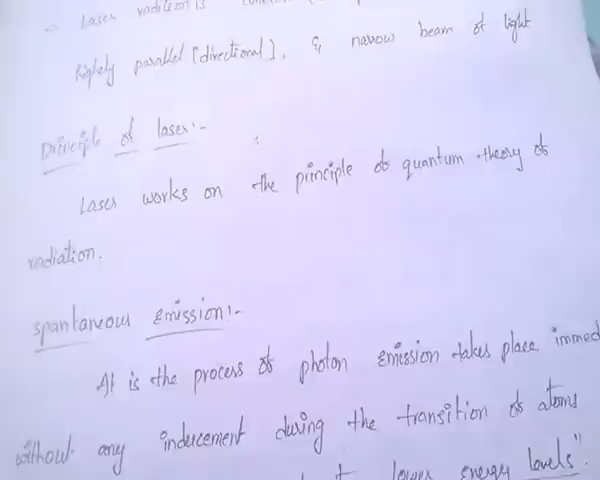 → Laser radiation is
highly parallel [directional], & narrow beam of light
Principle of laser:-
Laser works on the principle of quantum theory of
radiation.
spontaneous Emission:-
It is the process of photon emission takes place immed
without any inducement during the transition of atoms
lower energy levels"